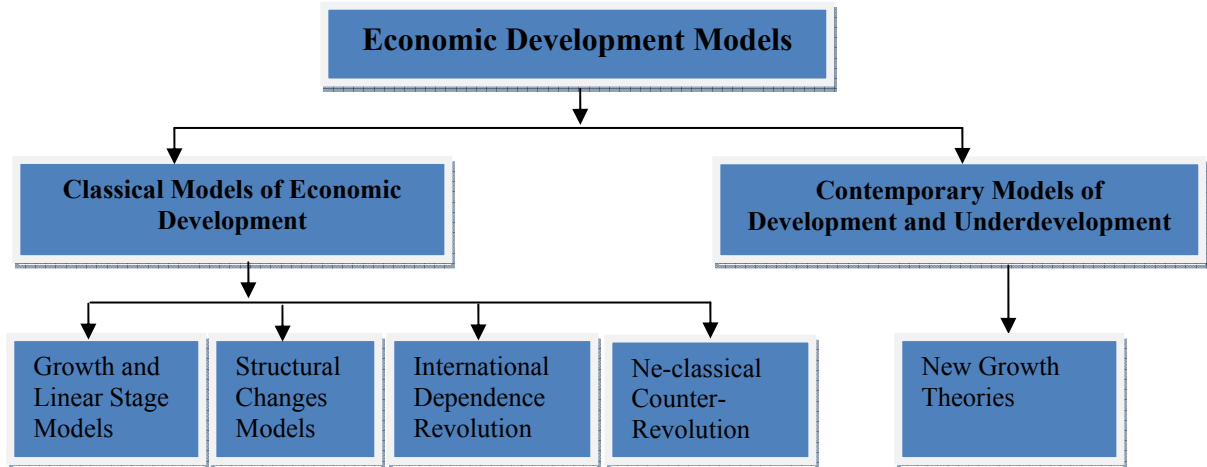 Economic Development Models
Classical Models of Economic
Development
Contemporary Models of
Development and Underdevelopment
Growth and
Linear Stage
Models
Structural
Changes
Models
International
Dependence
Revolution
Ne-classical
Counter-
Revolution
New Growth
Theories